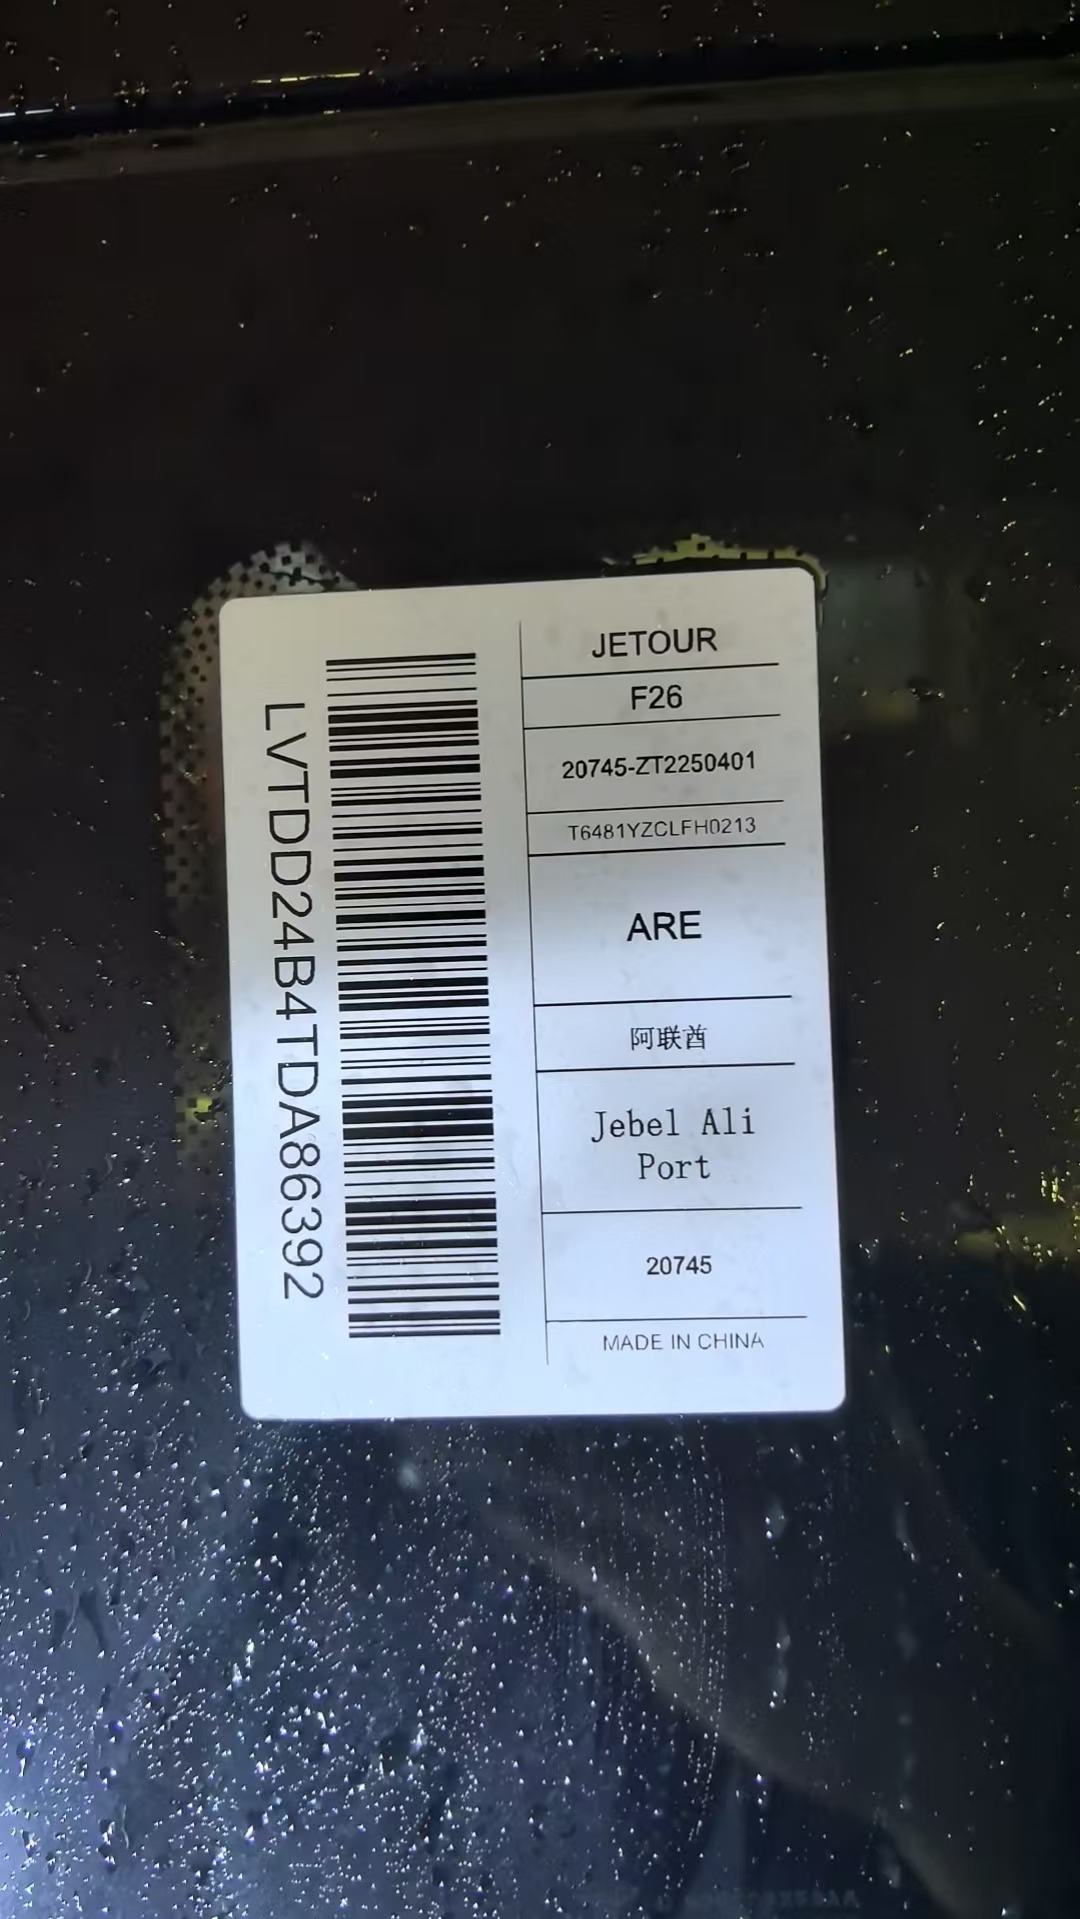 LVTDD24B4TDA86392
JETOUR
F26
20745-ZT2250401
T6481YZCLFH0213
ARE
阿联酋
Jebel Ali
Port
20745
MADE IN CHINA